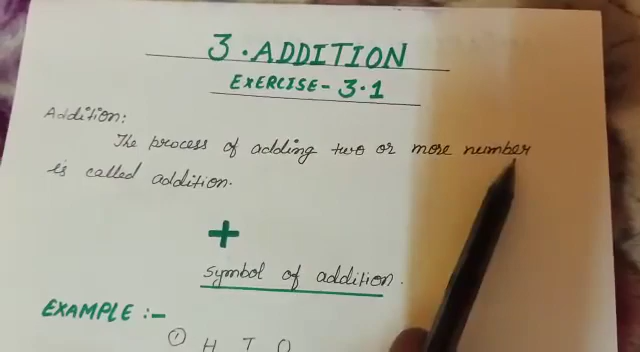 3. ADDITION
EXERCISE - 3.1
Addition:
The process of adding two or more number
is called addition.
+
symbol of addition.
EXAMPLE :-
① H T O